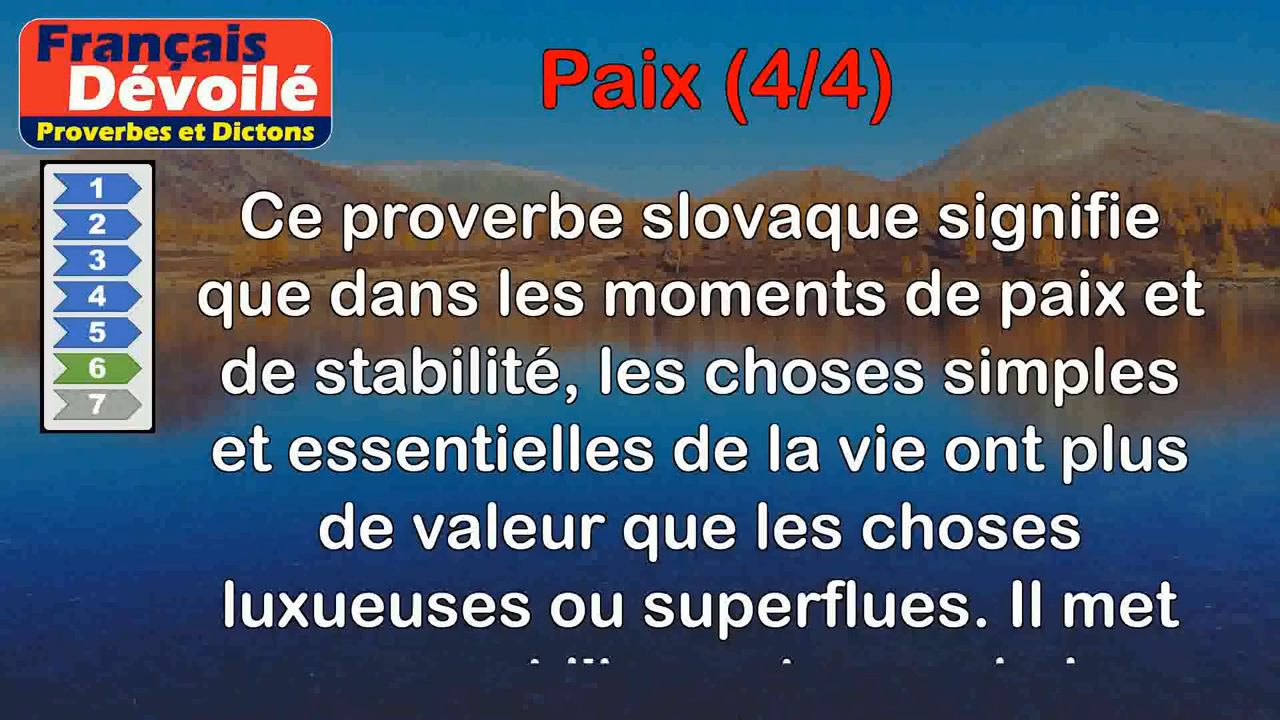 Français
Dévoilé
Proverbes et Dictons
Paix (4/4)
1
2
3
4
5
6
7
Ce proverbe slovaque signifie
que dans les moments de paix et
de stabilité, les choses simples
et essentielles de la vie ont plus
de valeur que les choses
luxueuses ou superflues. Il met